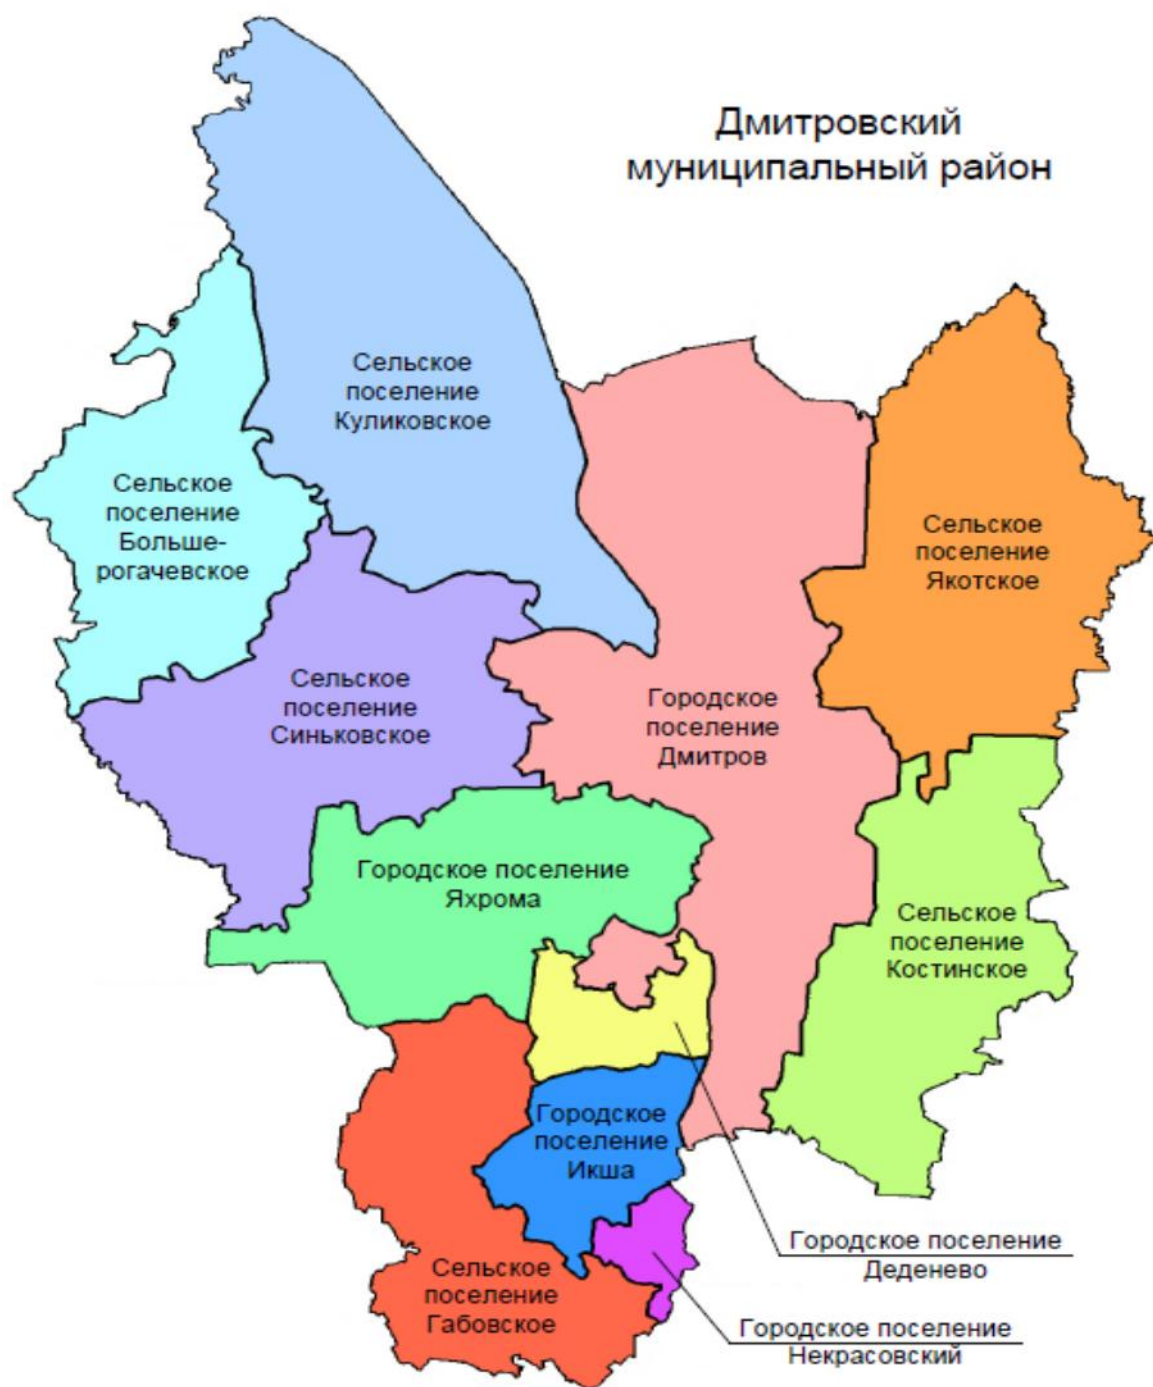 Дмитровский
муниципальный район
Сельское
поселение
Куликовское
Сельское
поселение
Больше-
рогачевское
Сельское
поселение
Якотское
Сельское
поселение
Синьковское
Городское
поселение
Дмитров
Городское поселение
Яхрома
Сельское
поселение
Костинское
Городское
поселение
Икша
Городское поселение
Деденево
Сельское
поселение
Габовское
Городское поселение
Некрасовский